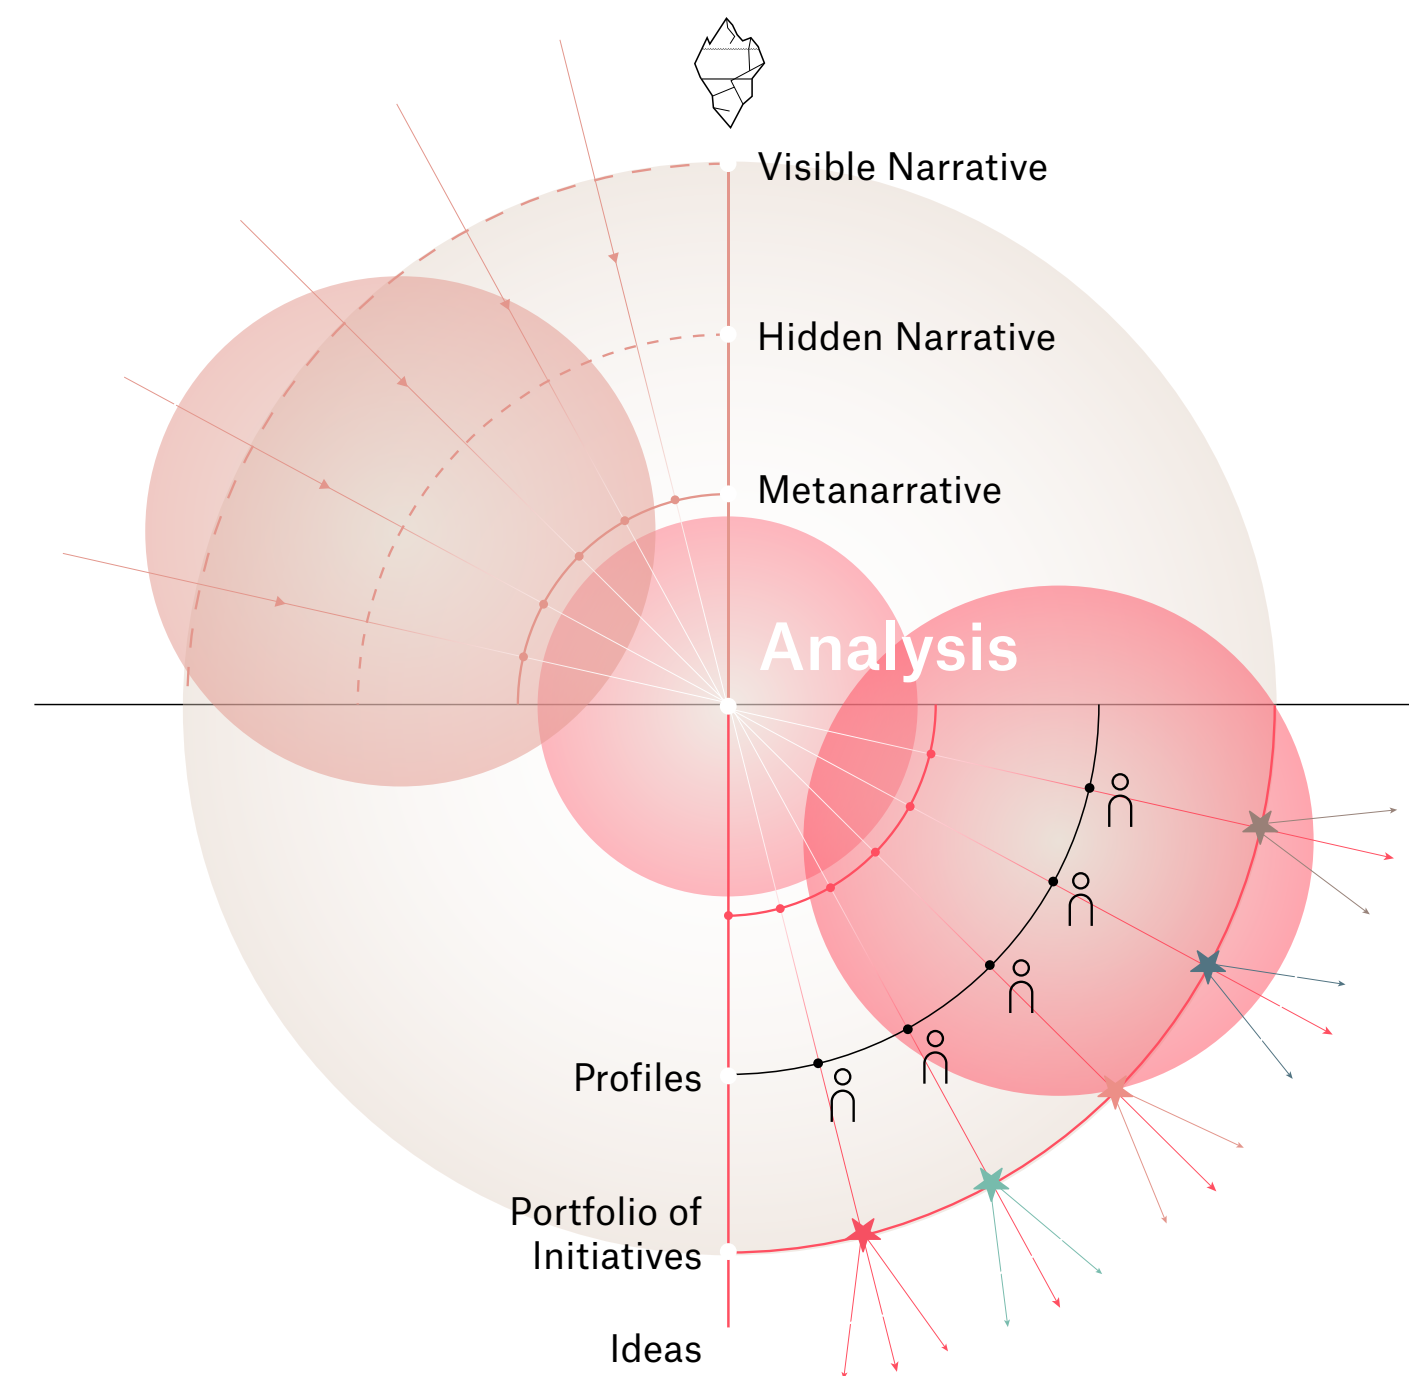 Visible Narrative
Hidden Narrative
Metanarrative
Analysis
Profiles
Portfolio of
Initiatives
Ideas